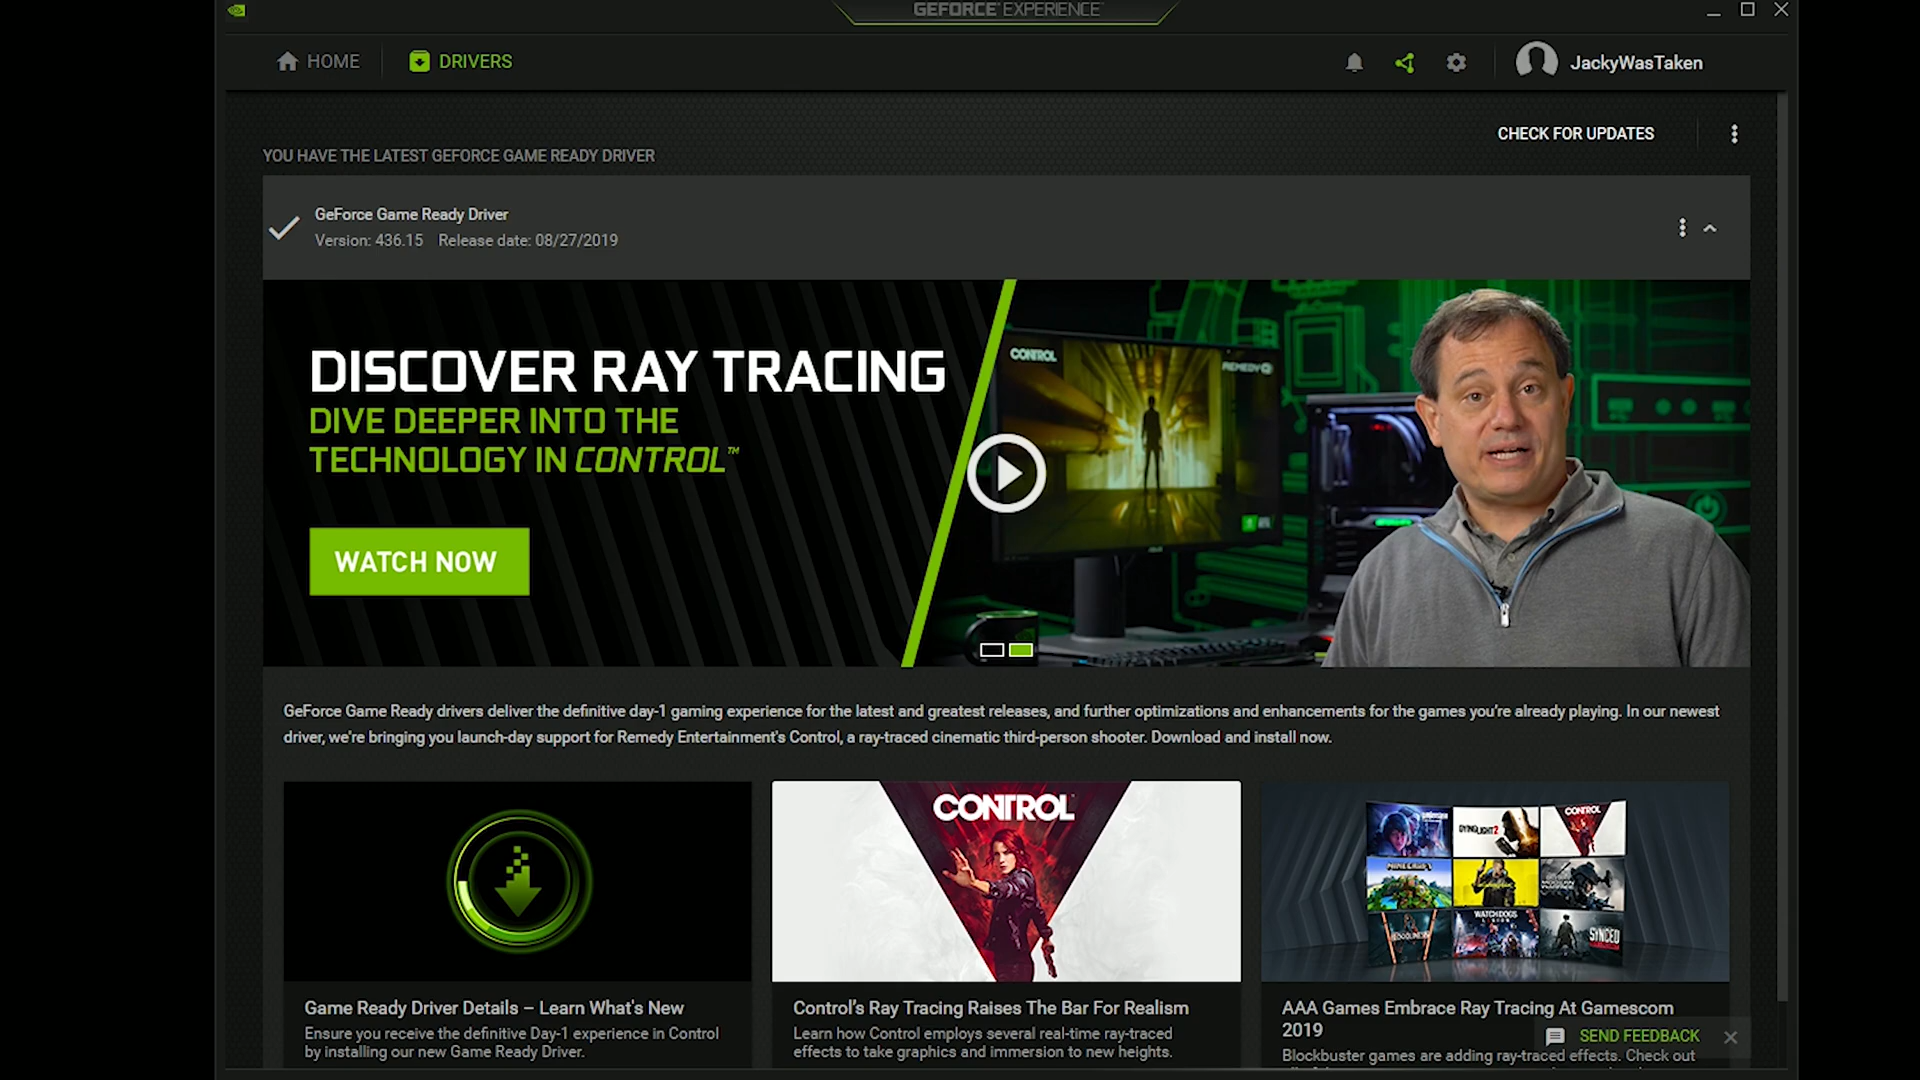 GEFORCE EXPERIENCE
HOME
DRIVERS
JackyWasTaken
CHECK FOR UPDATES
YOU HAVE THE LATEST GEFORCE GAME READY DRIVER
GeForce Game Ready Driver
Version: 436.15 Release date: 08/27/2019
DISCOVER RAY TRACING
DIVE DEEPER INTO THE
TECHNOLOGY IN CONTROL™
WATCH NOW
CONTROL
REMEDY
GeForce Game Ready drivers deliver the definitive day-1 gaming experience for the latest and greatest releases, and further optimizations and enhancements for the games you're already playing. In our newest
driver, we're bringing you launch-day support for Remedy Entertainment's Control, a ray-traced cinematic third-person shooter. Download and install now.
CONTROL
DYING LIGHT 2
CONTROL
MINECRAFT
WATCH DOGS
LEGION
SYNCED
Game Ready Driver Details – Learn What's New
Ensure you receive the definitive Day-1 experience in Control
by installing our new Game Ready Driver.
Control's Ray Tracing Raises The Bar For Realism
Learn how Control employs several real-time ray-traced
effects to take graphics and immersion to new heights.
AAA Games Embrace Ray Tracing At Gamescom
2019
Blockbuster games are adding ray-traced effects. Check out
SEND FEEDBACK